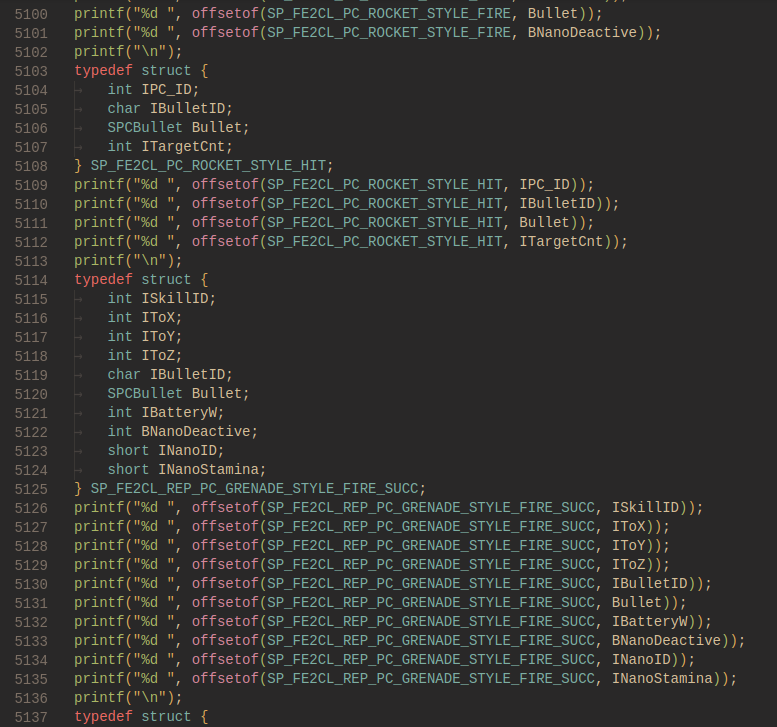 5100 printf("%d ", offsetof(SP_FE2CL_PC_ROCKET_STYLE_FIRE, Bullet));
5101 printf("%d ", offsetof(SP_FE2CL_PC_ROCKET_STYLE_FIRE, BNanoDeactive));
5102 printf("\n");
5103 typedef struct {
5104 → int IPC_ID;
5105 → char IBulletID;
5106 → SPCBullet Bullet;
5107 → int ITargetCnt;
5108 } SP_FE2CL_PC_ROCKET_STYLE_HIT;
5109 printf("%d ", offsetof(SP_FE2CL_PC_ROCKET_STYLE_HIT, IPC_ID));
5110 printf("%d ", offsetof(SP_FE2CL_PC_ROCKET_STYLE_HIT, IBulletID));
5111 printf("%d ", offsetof(SP_FE2CL_PC_ROCKET_STYLE_HIT, Bullet));
5112 printf("%d ", offsetof(SP_FE2CL_PC_ROCKET_STYLE_HIT, ITargetCnt));
5113 printf("\n");
5114 typedef struct {
5115 → int ISkillID;
5116 → int IToX;
5117 → int IToY;
5118 → int IToZ;
5119 → char IBulletID;
5120 → SPCBullet Bullet;
5121 → int IBatteryW;
5122 → int BNanoDeactive;
5123 → short INanoID;
5124 → short INanoStamina;
5125 } SP_FE2CL_REP_PC_GRENADE_STYLE_FIRE_SUCC;
5126 printf("%d ", offsetof(SP_FE2CL_REP_PC_GRENADE_STYLE_FIRE_SUCC, ISkillID));
5127 printf("%d ", offsetof(SP_FE2CL_REP_PC_GRENADE_STYLE_FIRE_SUCC, IToX));
5128 printf("%d ", offsetof(SP_FE2CL_REP_PC_GRENADE_STYLE_FIRE_SUCC, IToY));
5129 printf("%d ", offsetof(SP_FE2CL_REP_PC_GRENADE_STYLE_FIRE_SUCC, IToZ));
5130 printf("%d ", offsetof(SP_FE2CL_REP_PC_GRENADE_STYLE_FIRE_SUCC, IBulletID));
5131 printf("%d ", offsetof(SP_FE2CL_REP_PC_GRENADE_STYLE_FIRE_SUCC, Bullet));
5132 printf("%d ", offsetof(SP_FE2CL_REP_PC_GRENADE_STYLE_FIRE_SUCC, IBatteryW));
5133 printf("%d ", offsetof(SP_FE2CL_REP_PC_GRENADE_STYLE_FIRE_SUCC, BNanoDeactive));
5134 printf("%d ", offsetof(SP_FE2CL_REP_PC_GRENADE_STYLE_FIRE_SUCC, INanoID));
5135 printf("%d ", offsetof(SP_FE2CL_REP_PC_GRENADE_STYLE_FIRE_SUCC, INanoStamina));
5136 printf("\n");
5137 typedef struct {